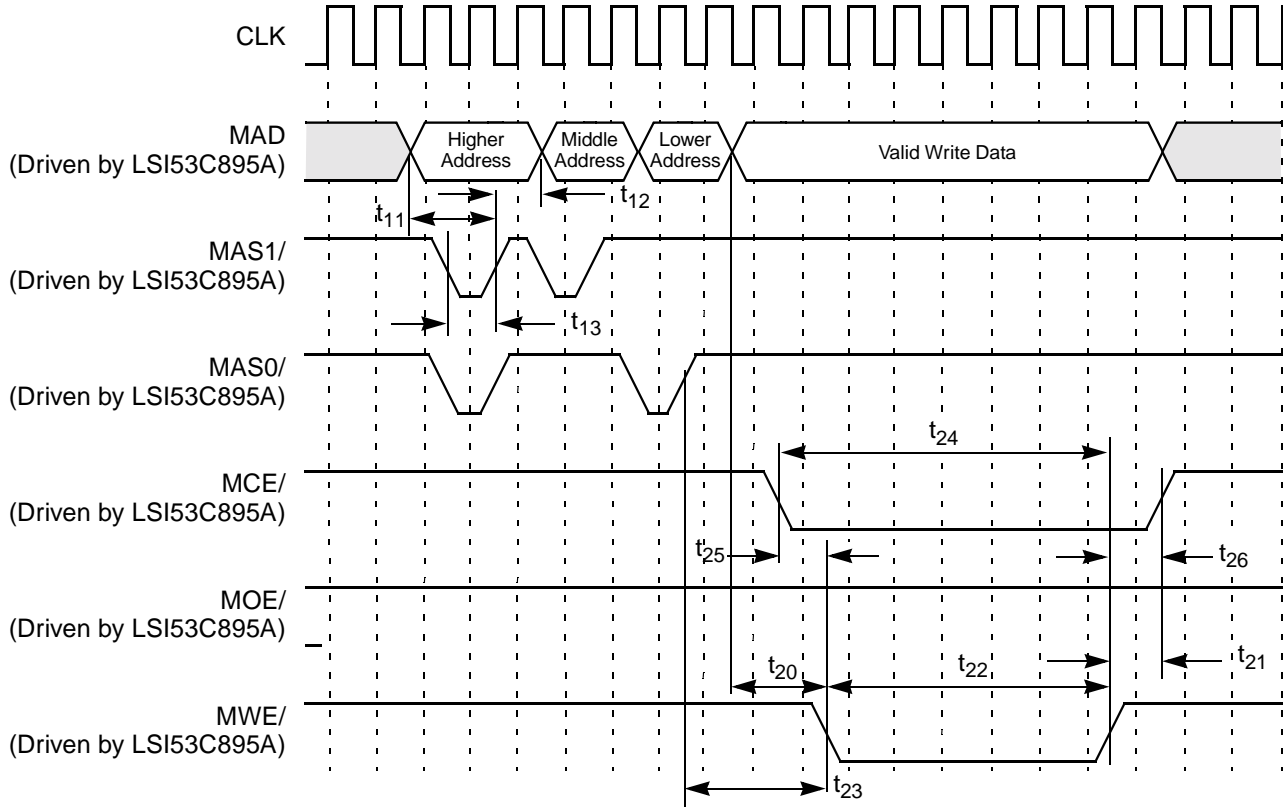 CLK
MAD
(Driven by LSI53C895A)
Higher
Address
Middle
Address
Lower
Address
Valid Write Data
t12
t11
MAS1/
(Driven by LSI53C895A)
t13
MAS0/
(Driven by LSI53C895A)
t24
MCE/
(Driven by LSI53C895A)
t25
t26
MOE/
(Driven by LSI53C895A)
t20
t22
t21
MWE/
(Driven by LSI53C895A)
t23